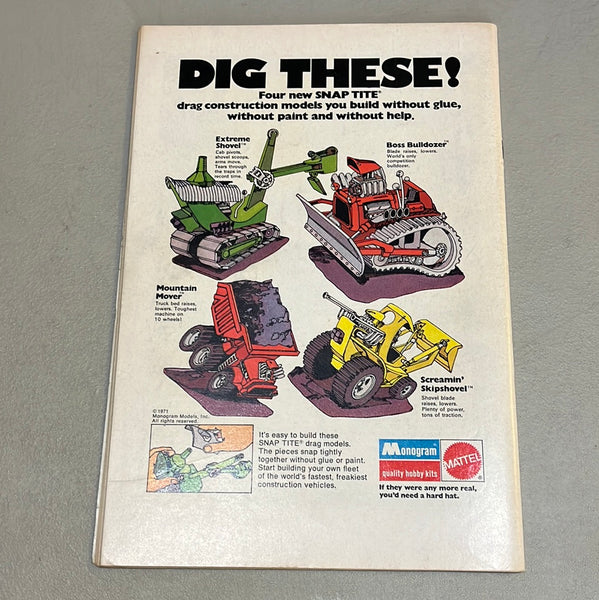 DIG THESE!
Four new SNAP TITE®
drag construction models you build without glue,
without paint and without help.
Extreme
Shovel™
Cab pivots,
shovel scoops,
arms move.
Tears through
the traps in
record time.
Boss Bulldozer™
Blade raises, lowers.
World's only
competition
bulldozer.
Mountain
Mover™
Truck bed raises,
lowers. Toughest
machine on
10 wheels!
Screamin'
Skipshovel™
Shovel blade
raises, lowers.
Plenty of power,
tons of traction.
©1971
Monogram Models, Inc.
All rights reserved.
It's easy to build these
SNAP TITE® drag models.
The pieces snap tightly
together without glue or paint.
Start building your own fleet
of the world's fastest, freakiest
construction vehicles.
Monogram
quality hobby kits
MATTEL
®
If they were any more real,
you'd need a hard hat.